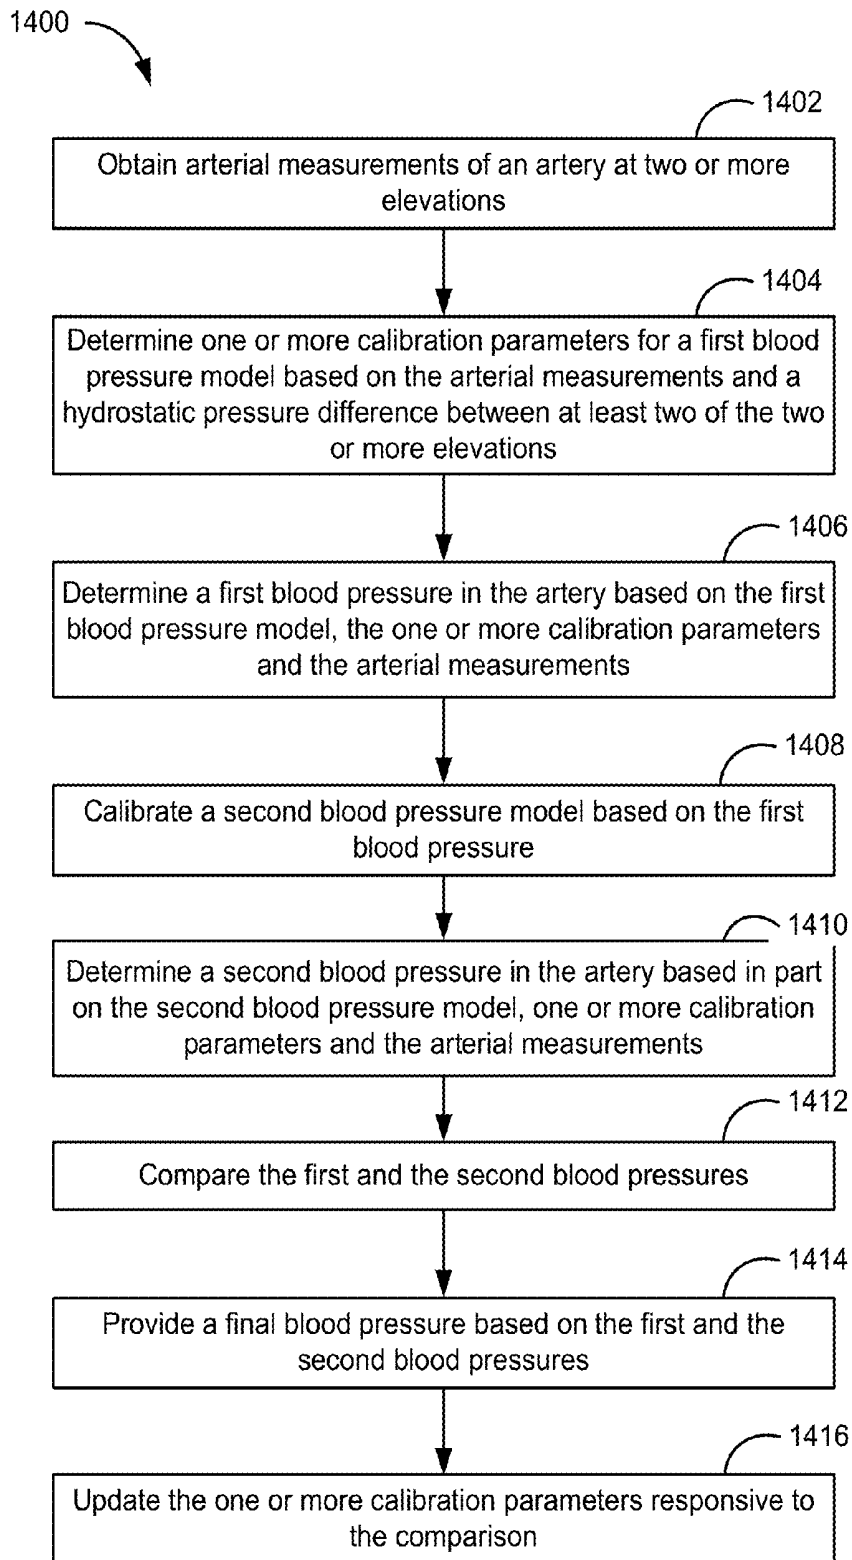 1400
1402
Obtain arterial measurements of an artery at two or more
elevations
1404
Determine one or more calibration parameters for a first blood
pressure model based on the arterial measurements and a
hydrostatic pressure difference between at least two of the two
or more elevations
1406
Determine a first blood pressure in the artery based on the first
blood pressure model, the one or more calibration parameters
and the arterial measurements
1408
Calibrate a second blood pressure model based on the first
blood pressure
1410
Determine a second blood pressure in the artery based in part
on the second blood pressure model, one or more calibration
parameters and the arterial measurements
1412
Compare the first and the second blood pressures
1414
Provide a final blood pressure based on the first and the
second blood pressures
1416
Update the one or more calibration parameters responsive to
the comparison